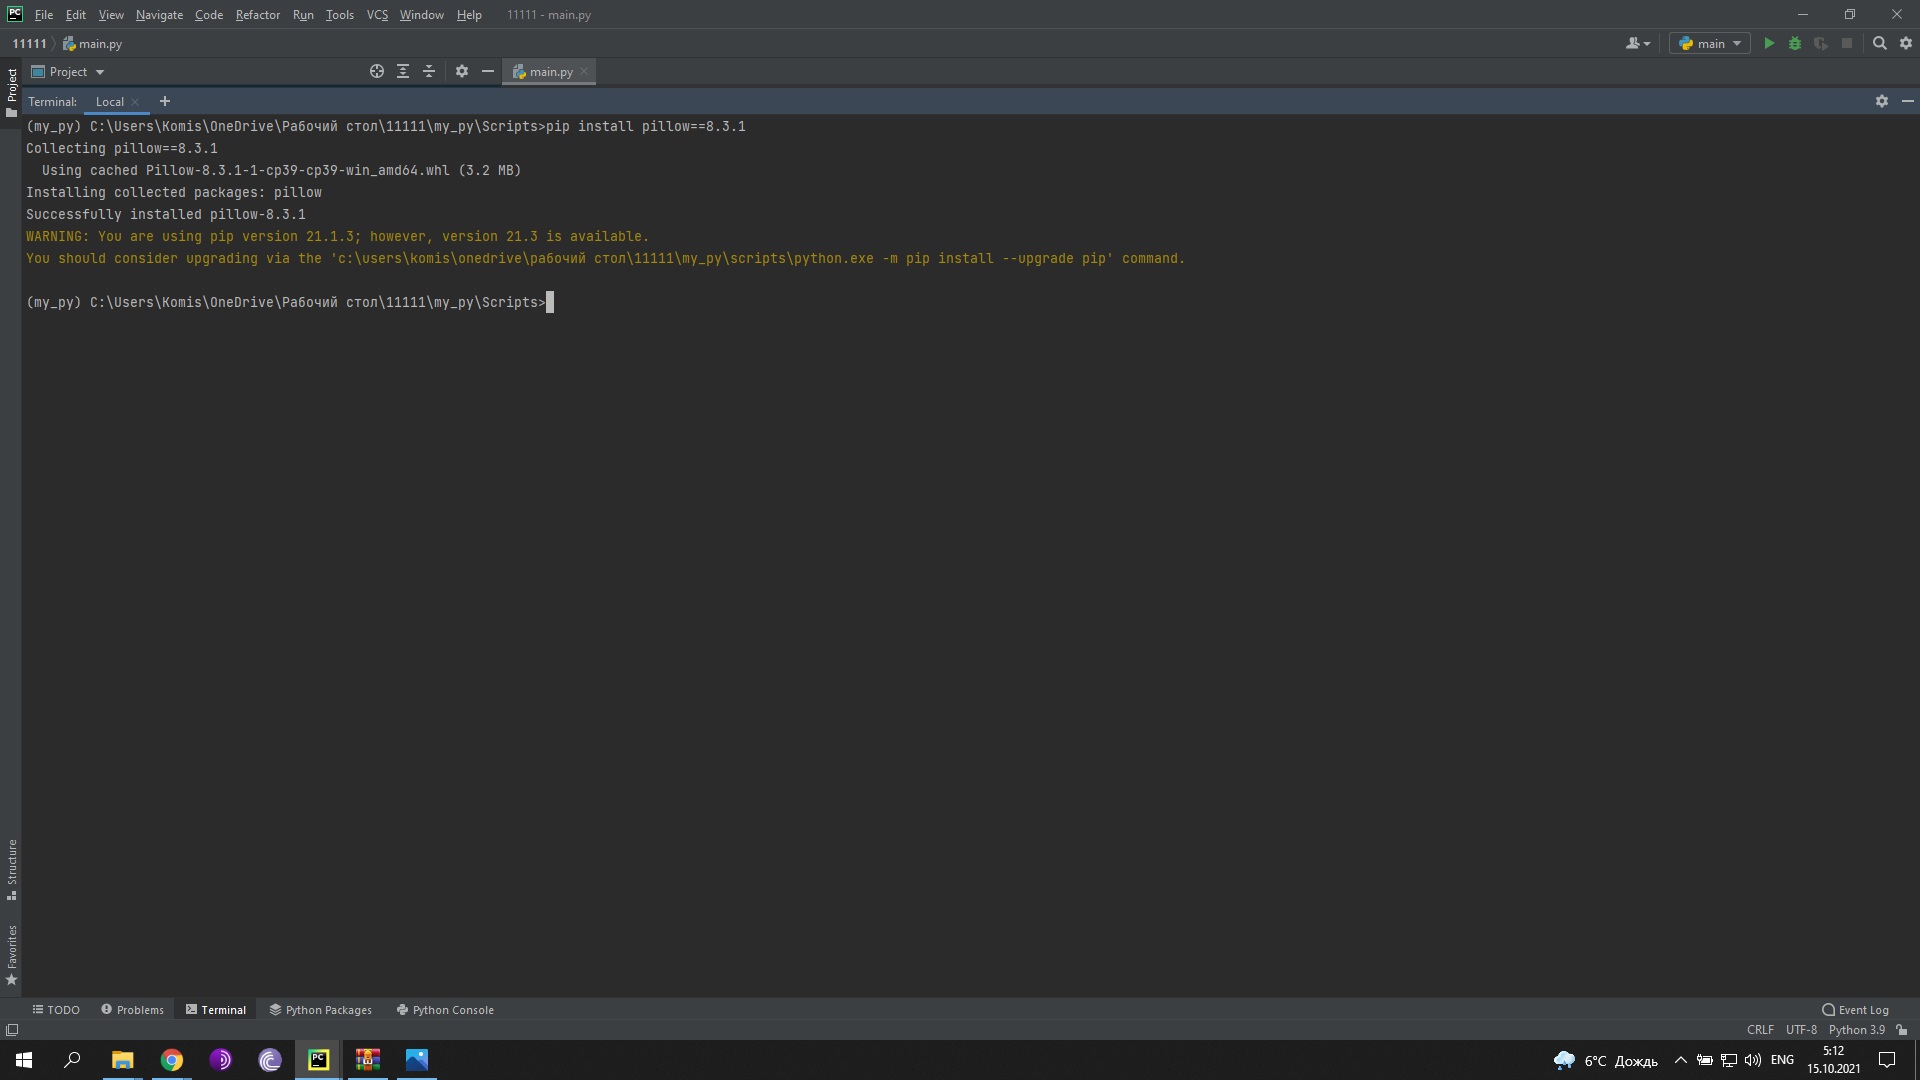 PC File Edit View Navigate Code Refactor Run Tools VCS Window Help 11111 - main.py
11111 main.py main
Project Project main.py
Terminal: Local
(my_py) C:\Users\Komis\OneDrive\Рабочий стол\11111\my_py\Scripts>pip install pillow==8.3.1
Collecting pillow==8.3.1
Using cached Pillow-8.3.1-1-cp39-cp39-win_amd64.whl (3.2 MB)
Installing collected packages: pillow
Successfully installed pillow-8.3.1
WARNING: You are using pip version 21.1.3; however, version 21.3 is available.
You should consider upgrading via the 'c:\users\komis\onedrive\рабочий стол\11111\my_py\scripts\python.exe -m pip install --upgrade pip' command.
(my_py) C:\Users\Komis\OneDrive\Рабочий стол\11111\my_py\Scripts>
Structure
Favorites
TODO Problems Terminal Python Packages Python Console Event Log
CRLF UTF-8 Python 3.9
PC 6°C Дождь ENG 5:12
15.10.2021